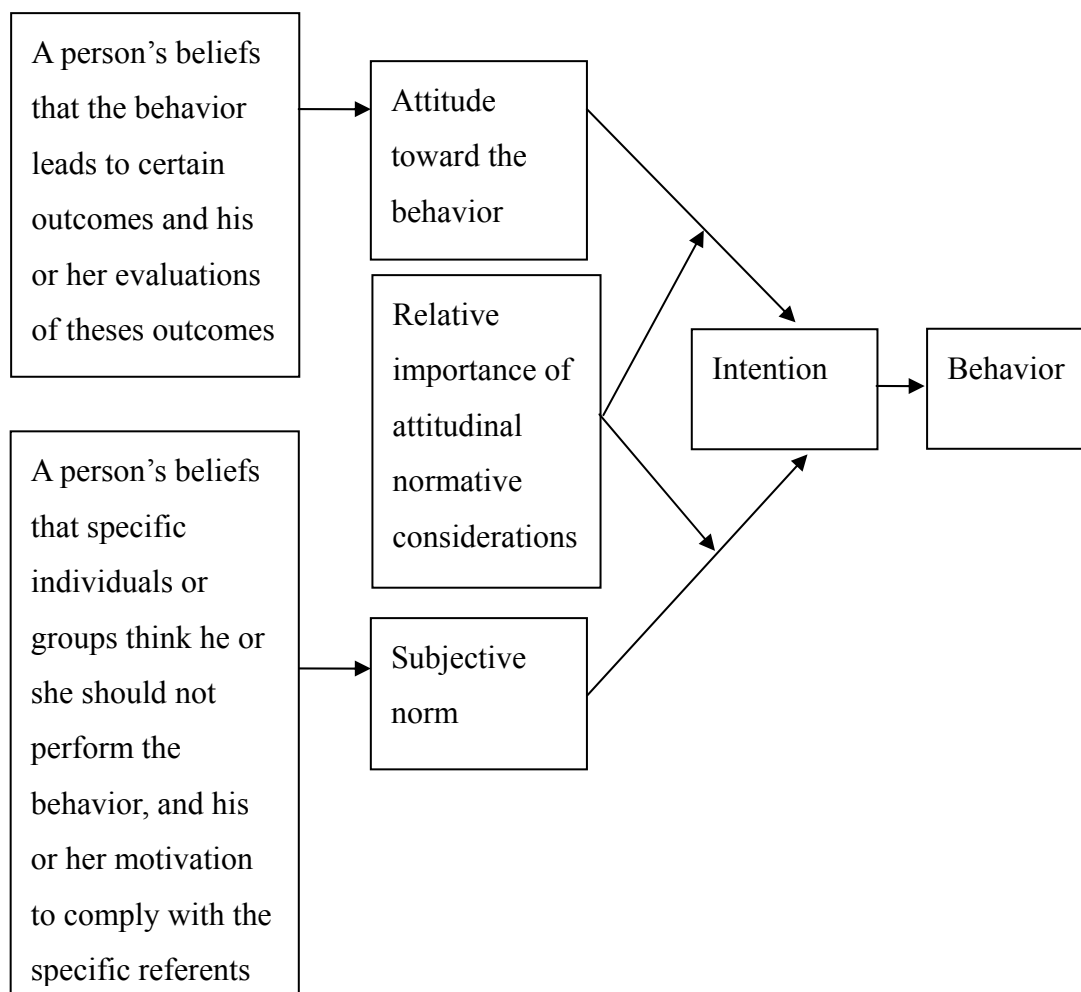 A person’s beliefs
that the behavior
leads to certain
outcomes and his
or her evaluations
of theses outcomes
Attitude
toward the
behavior
Relative
importance of
attitudinal
normative
considerations
Intention
Behavior
A person’s beliefs
that specific
individuals or
groups think he or
she should not
perform the
behavior, and his
or her motivation
to comply with the
specific referents
Subjective
norm